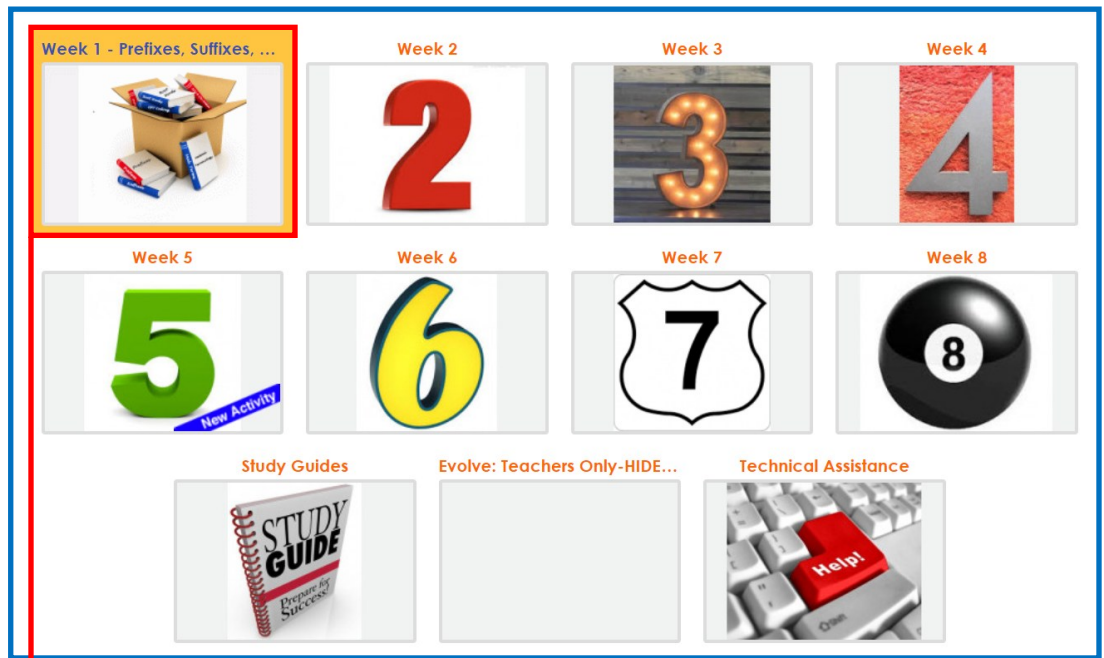 Week 1 - Prefixes, Suffixes, ...
Week 2
Week 3
Week 4
2
3
4
Week 5
Week 6
Week 7
Week 8
5
New Activity
6
7
8
Study Guides
Evolve: Teachers Only-HIDE...
Technical Assistance
STUDY
GUIDE
Prepare for
Success!
Help!
Shift